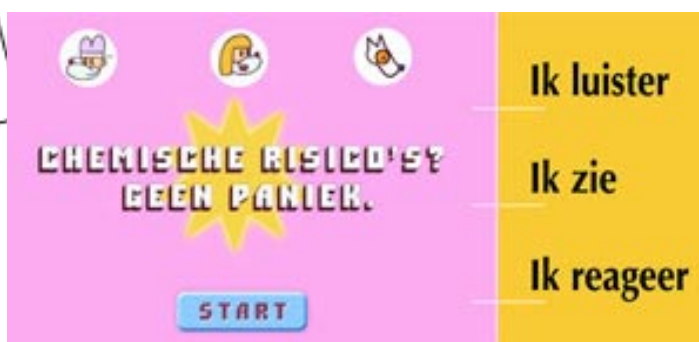 CHEMISCHE RISICO'S?
GEEN PANIEK.
START
Ik luister
Ik zie
Ik reageer